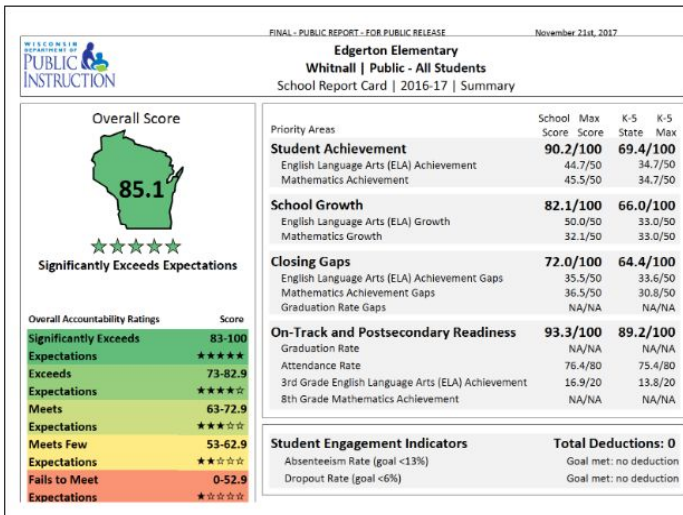 FINAL - PUBLIC REPORT - FOR PUBLIC RELEASE November 21st, 2017
WISCONSIN
DEPARTMENT OF
PUBLIC
INSTRUCTION
Edgerton Elementary
Whitnall | Public - All Students
School Report Card | 2016-17 | Summary
Overall Score
85.1
★★★★★
Significantly Exceeds Expectations
Overall Accountability Ratings Score
Significantly Exceeds 83-100
Expectations ★★★★★
Exceeds 73-82.9
Expectations ★★★★☆
Meets 63-72.9
Expectations ★★★☆☆
Meets Few 53-62.9
Expectations ★★☆☆☆
Fails to Meet 0-52.9
Expectations ★☆☆☆☆
School Max K-5 K-5
Priority Areas Score Score State Max
Student Achievement 90.2/100 69.4/100
English Language Arts (ELA) Achievement 44.7/50 34.7/50
Mathematics Achievement 45.5/50 34.7/50
School Growth 82.1/100 66.0/100
English Language Arts (ELA) Growth 50.0/50 33.0/50
Mathematics Growth 32.1/50 33.0/50
Closing Gaps 72.0/100 64.4/100
English Language Arts (ELA) Achievement Gaps 35.5/50 33.6/50
Mathematics Achievement Gaps 36.5/50 30.8/50
Graduation Rate Gaps NA/NA NA/NA
On-Track and Postsecondary Readiness 93.3/100 89.2/100
Graduation Rate NA/NA NA/NA
Attendance Rate 76.4/80 75.4/80
3rd Grade English Language Arts (ELA) Achievement 16.9/20 13.8/20
8th Grade Mathematics Achievement NA/NA NA/NA
Student Engagement Indicators Total Deductions: 0
Absenteeism Rate (goal <13%) Goal met: no deduction
Dropout Rate (goal <6%) Goal met: no deduction